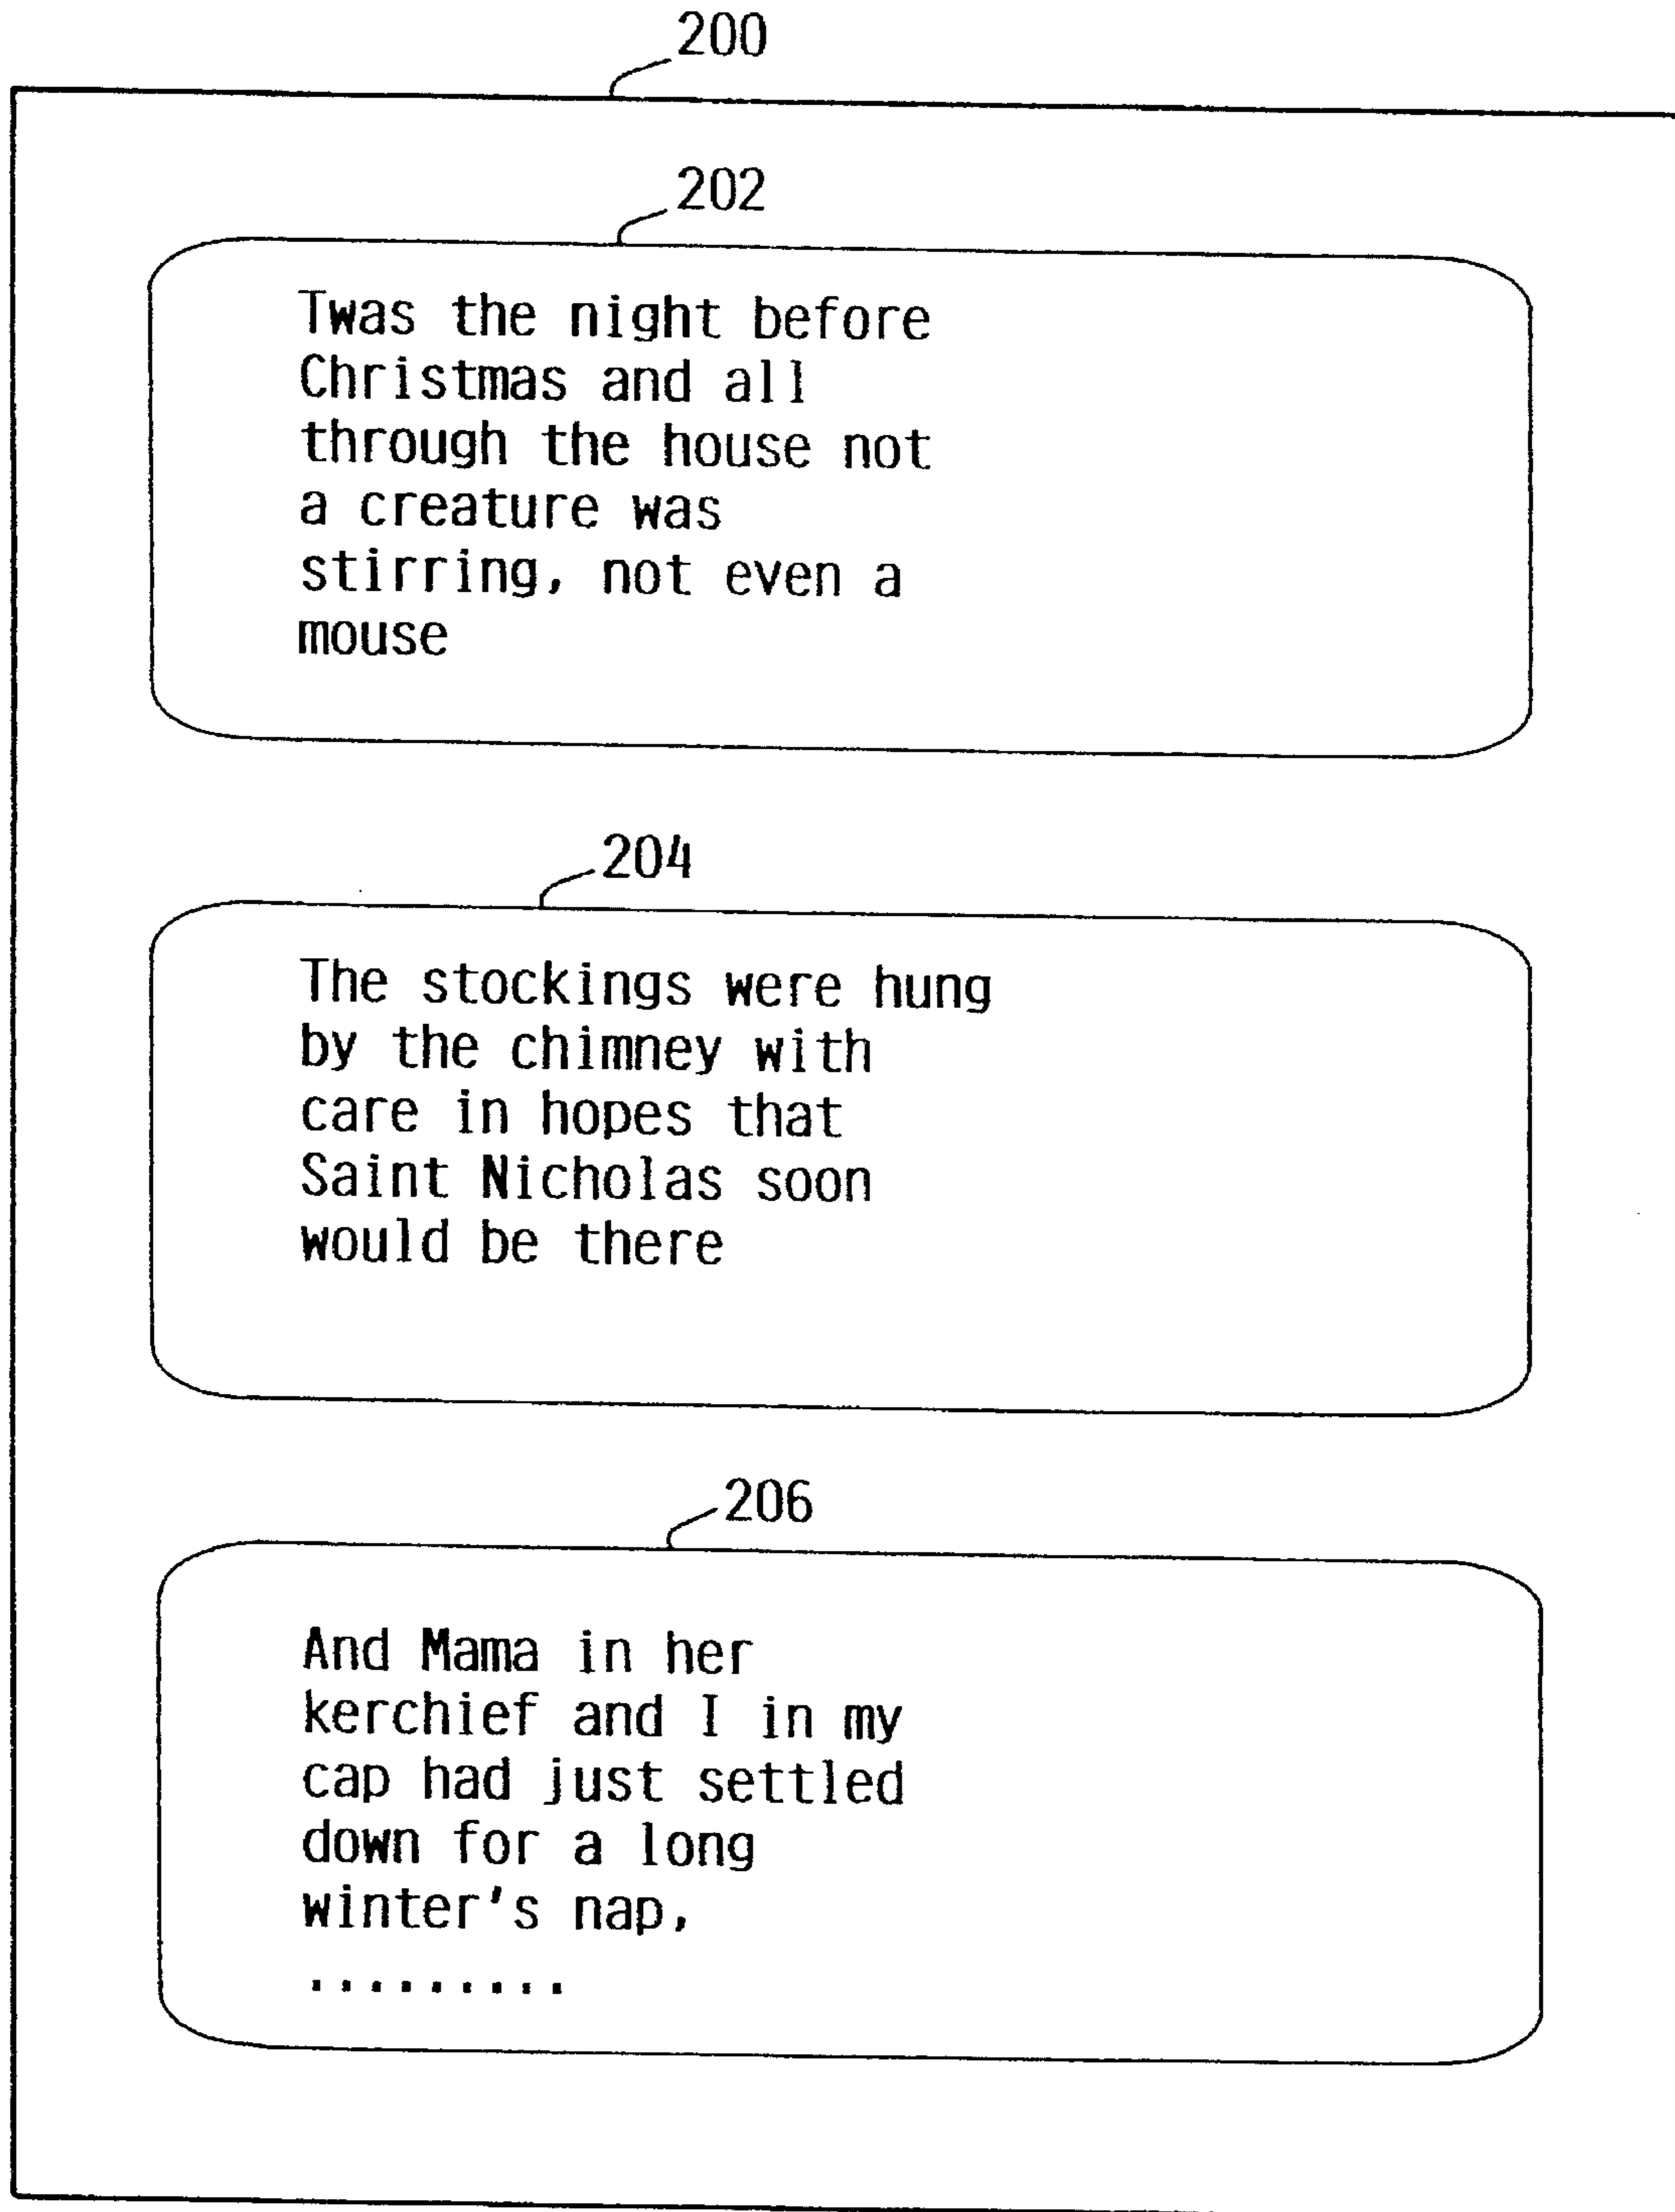 200
202
Twas the night before
Christmas and all
through the house not
a creature was
stirring, not even a
mouse
204
The stockings were hung
by the chimney with
care in hopes that
Saint Nicholas soon
would be there
206
And Mama in her
kerchief and I in my
cap had just settled
down for a long
winter's nap,
.........